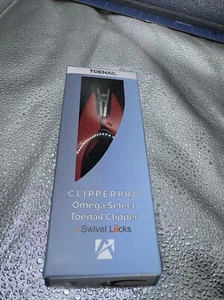 TOENAIL
CLIPPERPRO
Omega Select
Toenail Clipper
+Swivel Locks